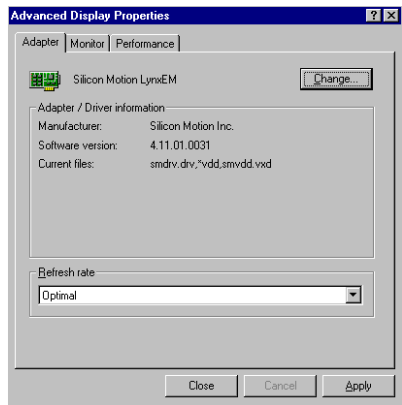 Advanced Display Properties
Adapter Monitor Performance
Silicon Motion LynxEM
Change...
Adapter / Driver information
Manufacturer: Silicon Motion Inc.
Software version: 4.11.01.0031
Current files: smdrv.drv,*vdd,smvdd.vxd
Refresh rate
Optimal
Close Cancel Apply